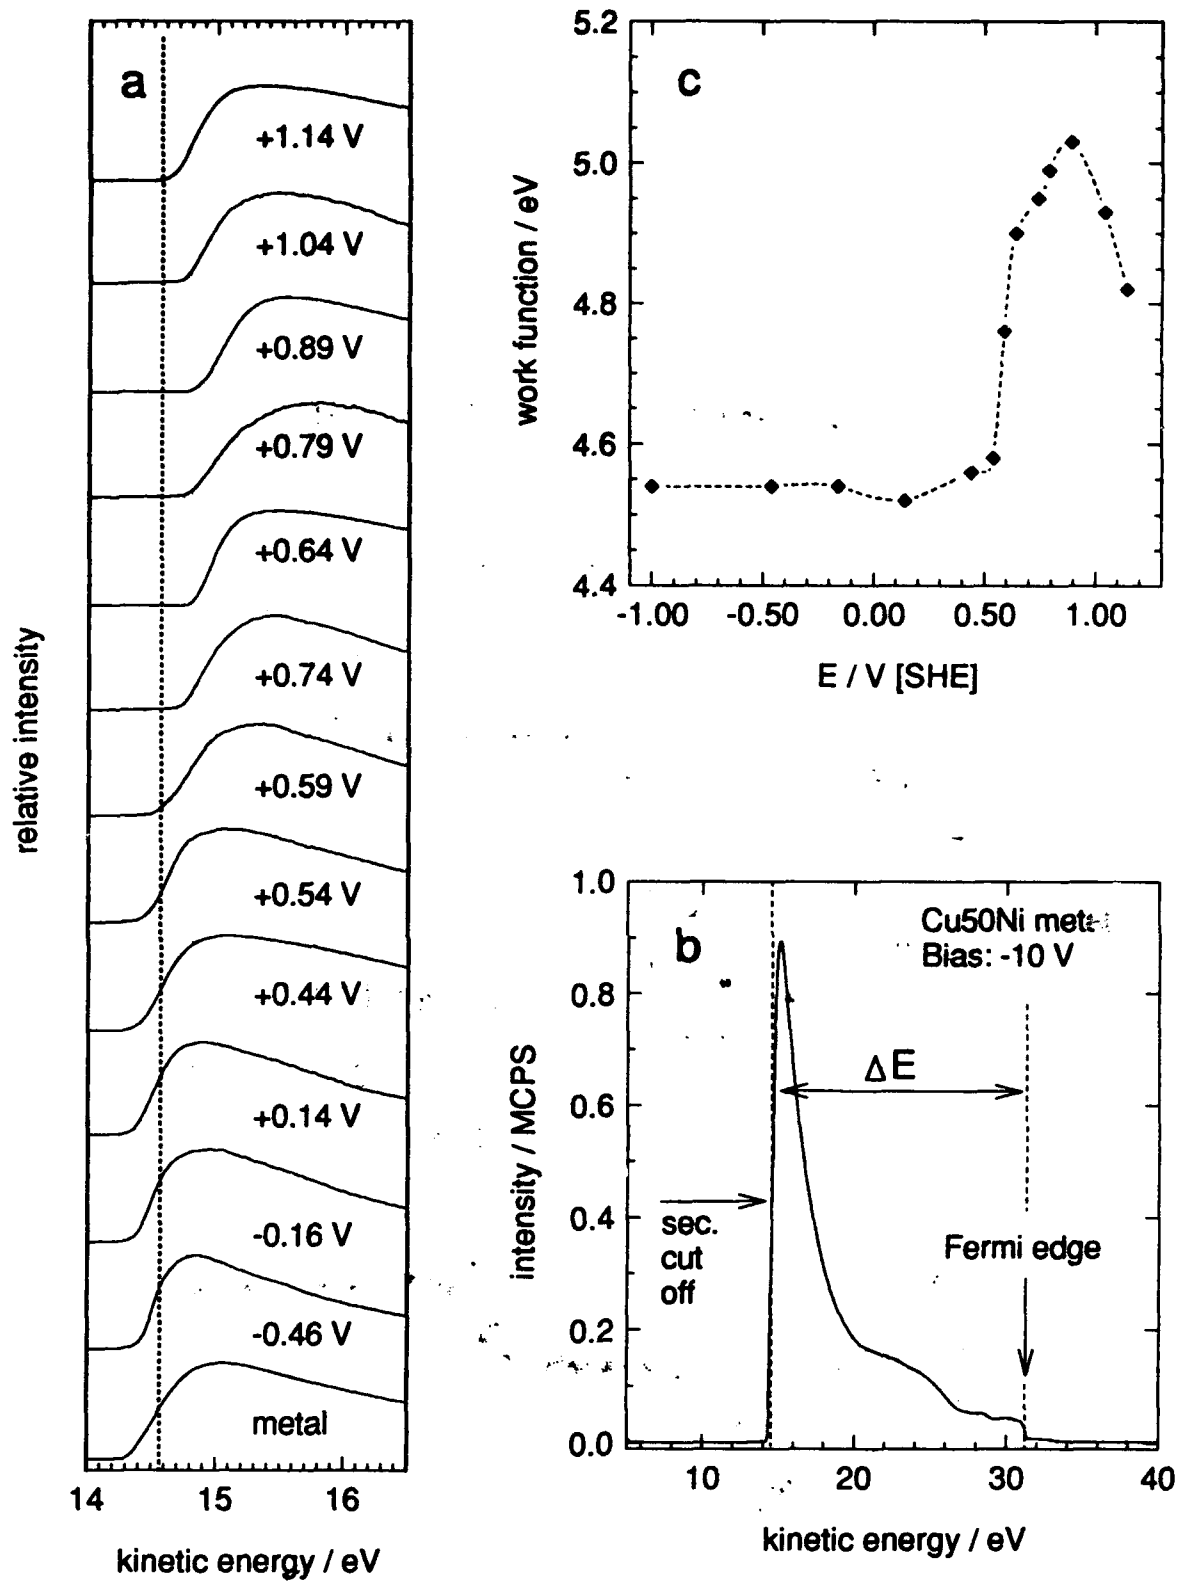 a
+1.14 V
+1.04 V
+0.89 V
+0.79 V
+0.64 V
+0.74 V
+0.59 V
+0.54 V
+0.44 V
+0.14 V
-0.16 V
-0.46 V
metal
relative intensity
14 15 16
kinetic energy / eV
c
5.2
5.0
4.8
4.6
4.4
work function / eV
-1.00 -0.50 0.00 0.50 1.00
E / V [SHE]
b
Cu50Ni
Bias: -10 V
1.0
0.8
0.6
0.4
0.2
0.0
intensity / MCPS
ΔE
sec.
cut
off
Fermi edge
10 20 30 40
kinetic energy / eV